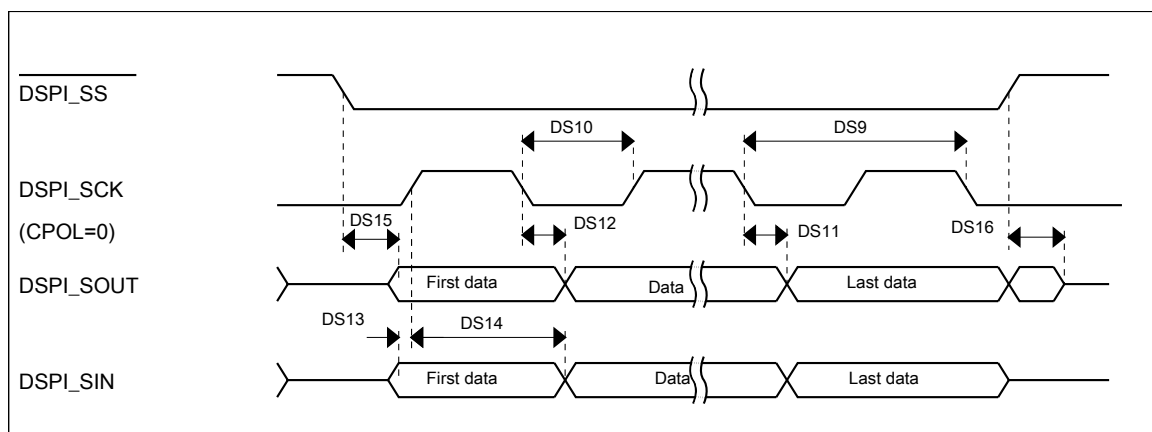 DSPI_SS
DS10
DS9
DSPI_SCK
(CPOL=0)
DS15
DS12
DS11
DS16
DSPI_SOUT
First data
Data
Last data
DS13
DS14
DSPI_SIN
First data
Data
Last data